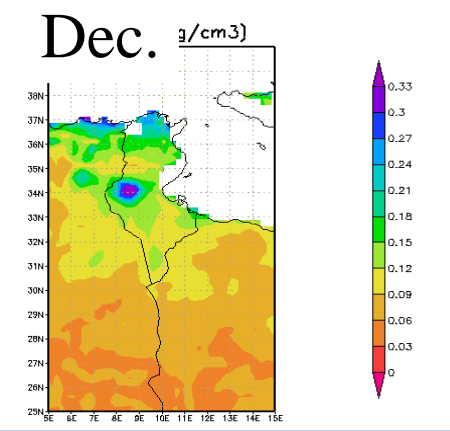 Dec.
g/cm3)
38N
37N
36N
35N
34N
33N
32N
31N
30N
29N
28N
27N
26N
25N
5E 6E 7E 8E 9E 10E 11E 12E 13E 14E 15E
0.33
0.3
0.27
0.24
0.21
0.18
0.15
0.12
0.09
0.06
0.03
0